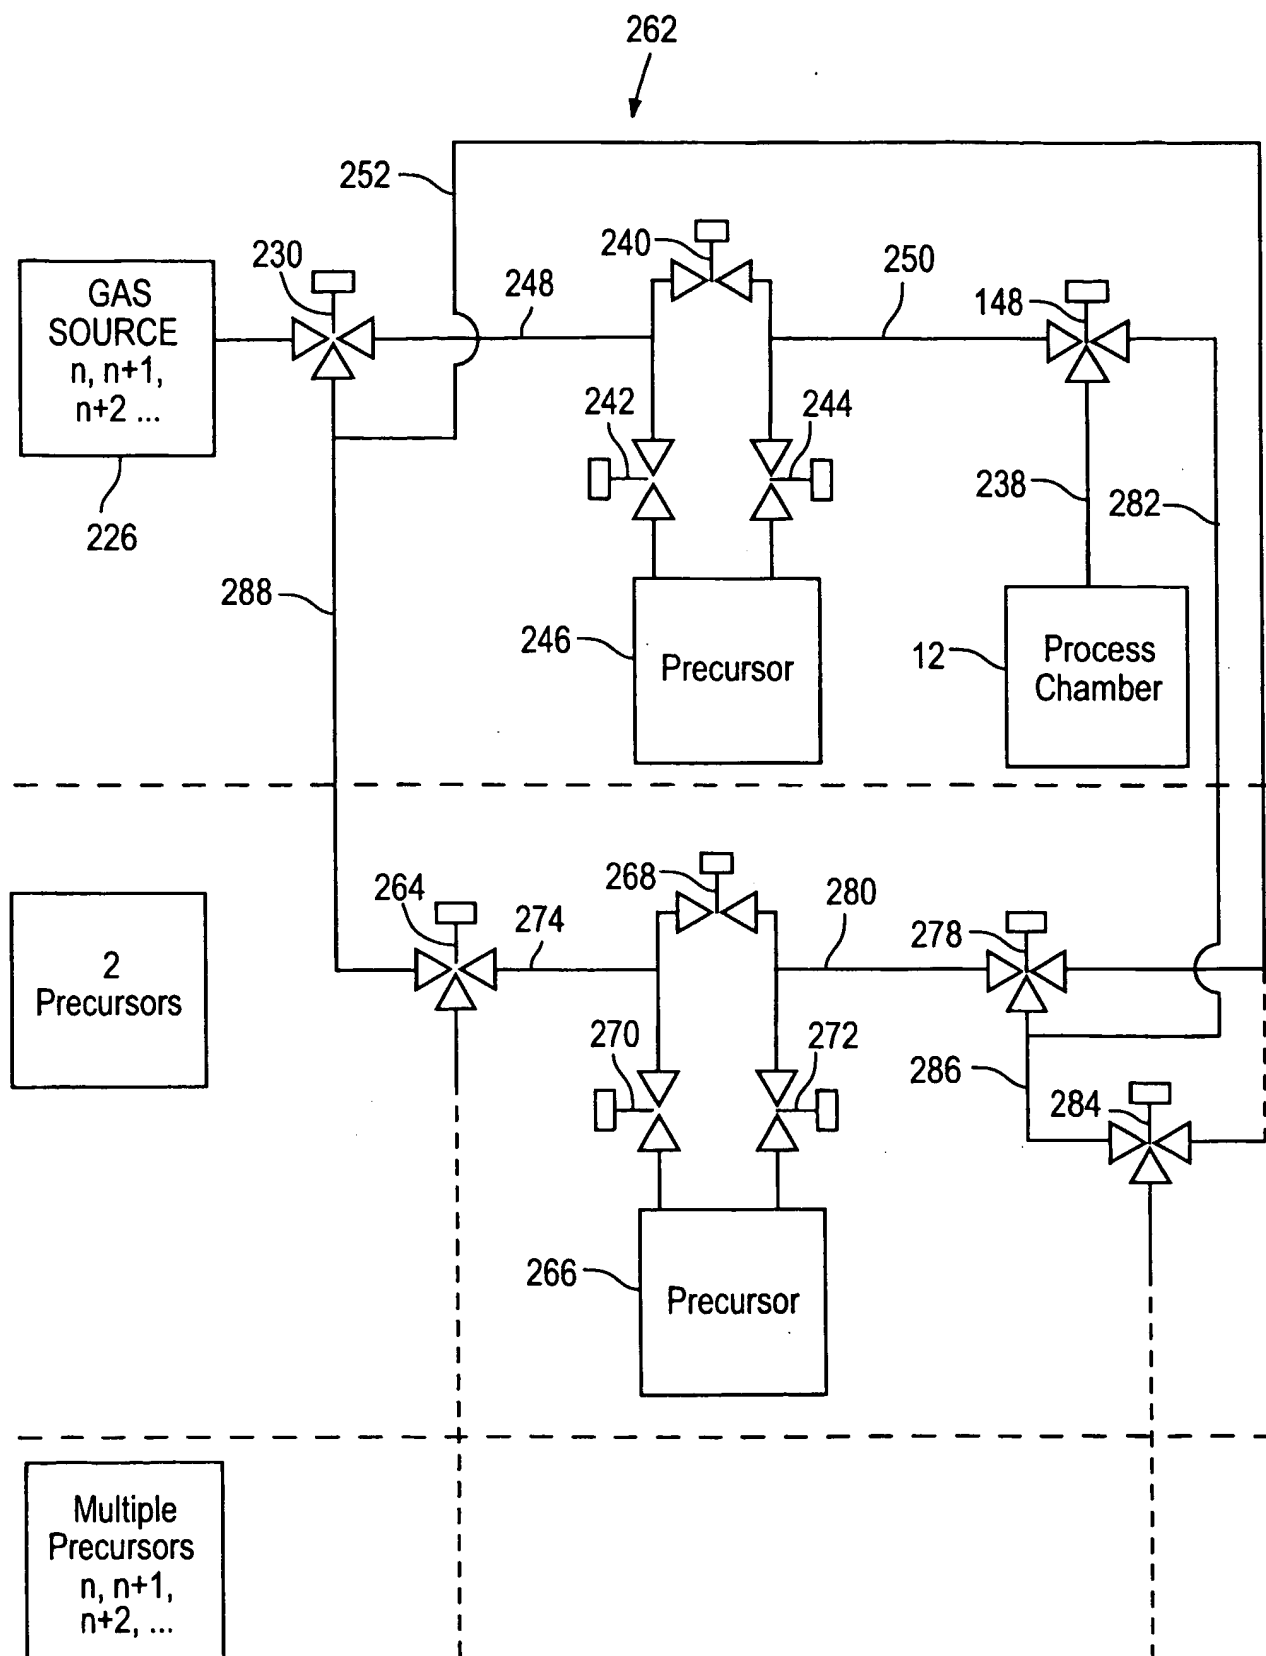 262
252
230
240
250
148
248
GAS
SOURCE
n, n+1,
n+2 ...
226
242
244
238
282
288
246
Precursor
12
Process
Chamber
264
274
268
280
278
2
Precursors
270
272
286
284
266
Precursor
Multiple
Precursors
n, n+1,
n+2, ...